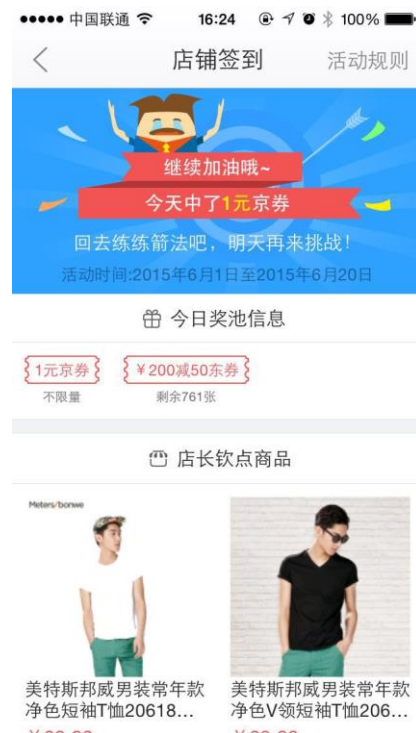 中国联通 16:24 100%
店铺签到 活动规则
继续加油哦~
今天中了1元京券
回去练练箭法吧，明天再来挑战！
活动时间:2015年6月1日至2015年6月20日
今日奖池信息
1元京券 ￥200减50东券
不限量 剩余761张
店长钦点商品
Meters/bonwe
美特斯邦威男装常年款 美特斯邦威男装常年款
净色短袖T恤20618... 净色V领短袖T恤206...